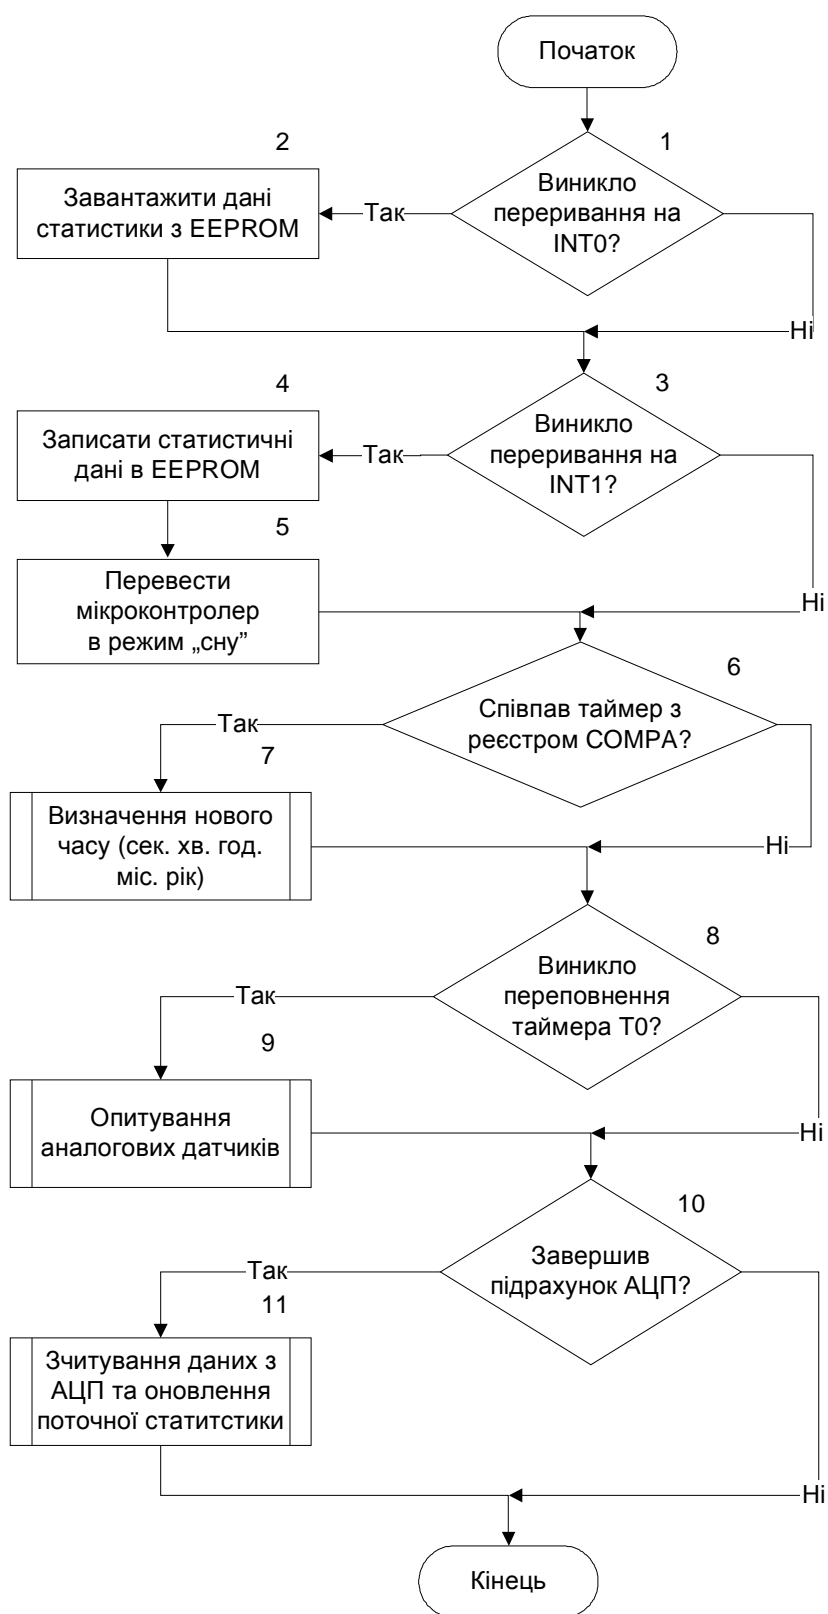 Початок
1
2
Виникло
переривання на
INT0?
Так
Завантажити дані
статистики з EEPROM
Ні
3
4
Виникло
переривання на
INT1?
Так
Записати статистичні
дані в EEPROM
5
Перевести
мікроконтролер
в режим „сну”
Ні
6
Співпав таймер з
реєстром COMPA?
Так
7
Визначення нового
часу (сек. хв. год.
міс. рік)
Ні
8
Виникло
переповнення
таймера T0?
Так
9
Опитування
аналогових датчиків
Ні
10
Завершив
підрахунок АЦП?
Так
11
Зчитування даних з
АЦП та оновлення
поточної статитстики
Ні
Кінець